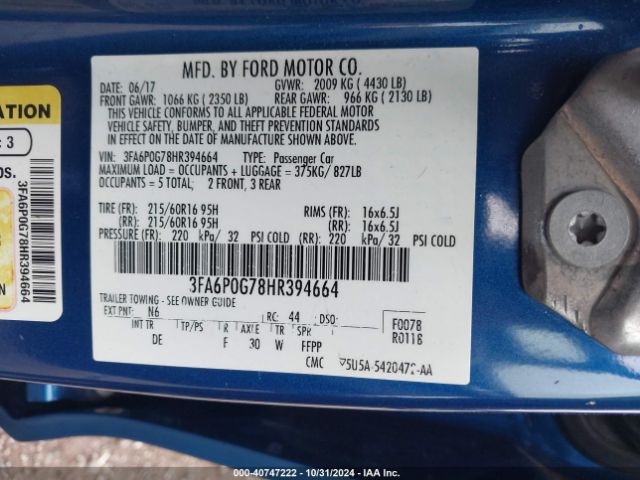 MFD. BY FORD MOTOR CO.
DATE: 06/17 GVWR: 2009 KG ( 4430 LB)
FRONT GAWR: 1066 KG ( 2350 LB) REAR GAWR: 966 KG ( 2130 LB)
THIS VEHICLE CONFORMS TO ALL APPLICABLE FEDERAL MOTOR
VEHICLE SAFETY, BUMPER, AND THEFT PREVENTION STANDARDS
IN EFFECT ON THE DATE OF MANUFACTURE SHOWN ABOVE.
VIN: 3FA6P0G78HR394664 TYPE: Passenger Car
MAXIMUM LOAD = OCCUPANTS + LUGGAGE = 375KG/ 827LB
OCCUPANTS = 5 TOTAL; 2 FRONT, 3 REAR
TIRE (FR): 215/60R16 95H RIMS (FR): 16x6.5J
(RR): 215/60R16 95H (RR): 16x6.5J
PRESSURE (FR): 220 kPa/ 32 PSI COLD (RR): 220 kPa/ 32 PSI COLD
3FA6P0G78HR394664
TRAILER TOWING - SEE OWNER GUIDE
EXT PNT: N6 RC: 44 DSO:
INT TR TP/PS R AXLE TR SPR
DE F 30 W FFPP
F0078
R0116
CMC
ATION
: 3
os.
3FA6P0G78HR394664
N
000-40747222 - 10/31/2024 - IAA Inc.